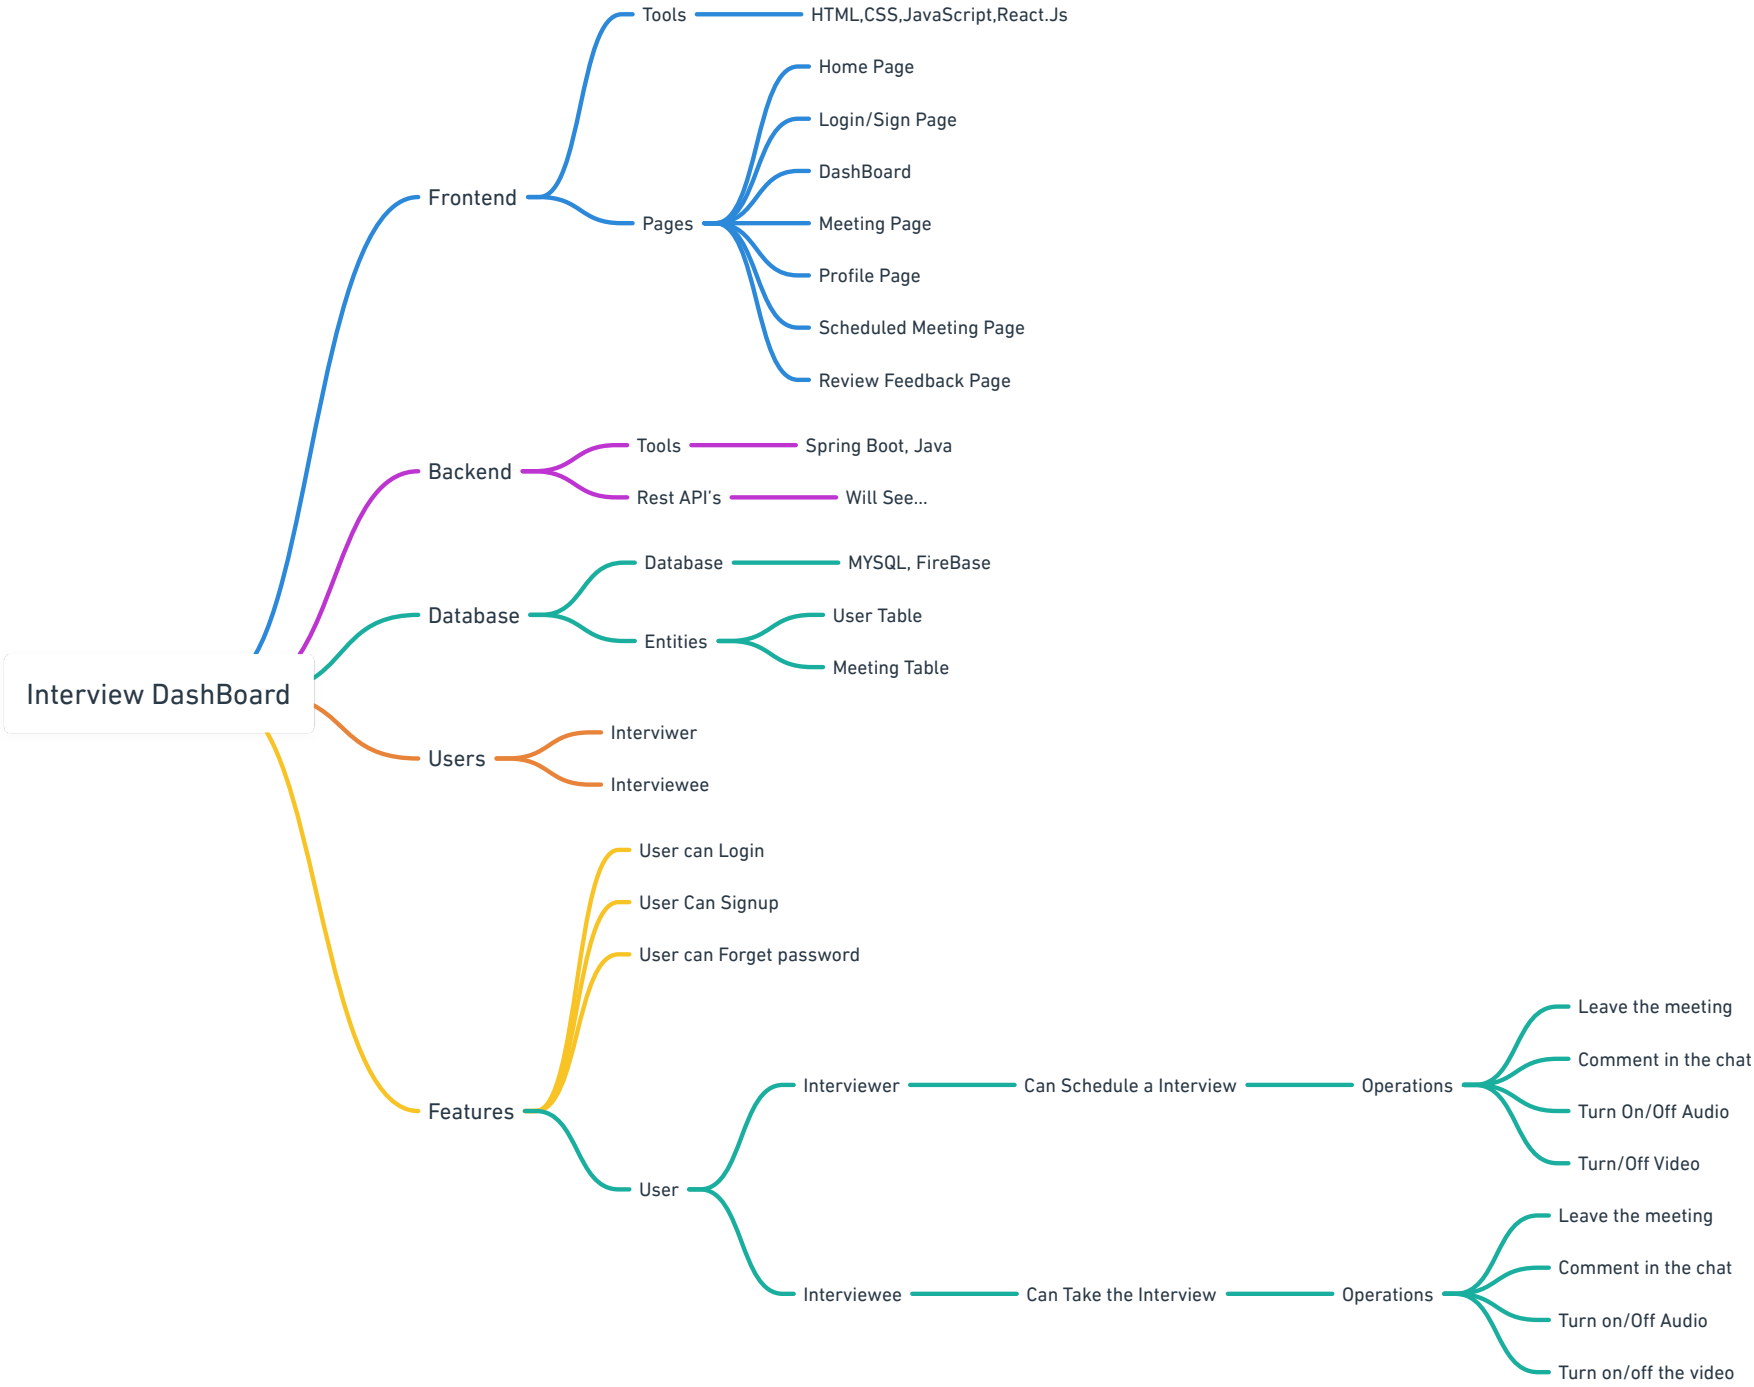 Interview DashBoard
Frontend
Tools
HTML,CSS,JavaScript,React.Js
Pages
Home Page
Login/Sign Page
DashBoard
Meeting Page
Profile Page
Scheduled Meeting Page
Review Feedback Page
Backend
Tools
Spring Boot, Java
Rest API's
Will See...
Database
Database
MYSQL, FireBase
Entities
User Table
Meeting Table
Users
Interviwer
Interviewee
Features
User can Login
User Can Signup
User can Forget password
User
Interviewer
Can Schedule a Interview
Operations
Leave the meeting
Comment in the chat
Turn On/Off Audio
Turn/Off Video
Interviewee
Can Take the Interview
Operations
Leave the meeting
Comment in the chat
Turn on/Off Audio
Turn on/off the video